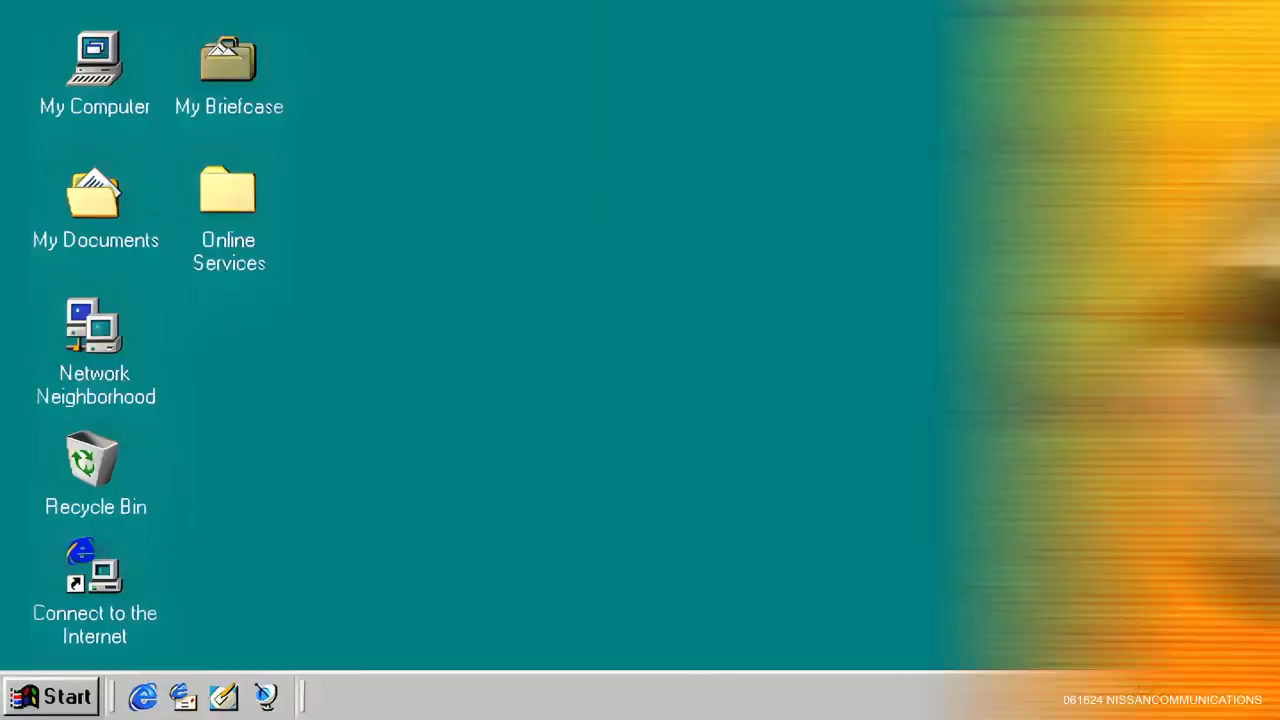 My Computer
My Briefcase
My Documents
Online
Services
Network
Neighborhood
Recycle Bin
Connect to the
Internet
Start
061624 NISSANCOMMUNICATIONS